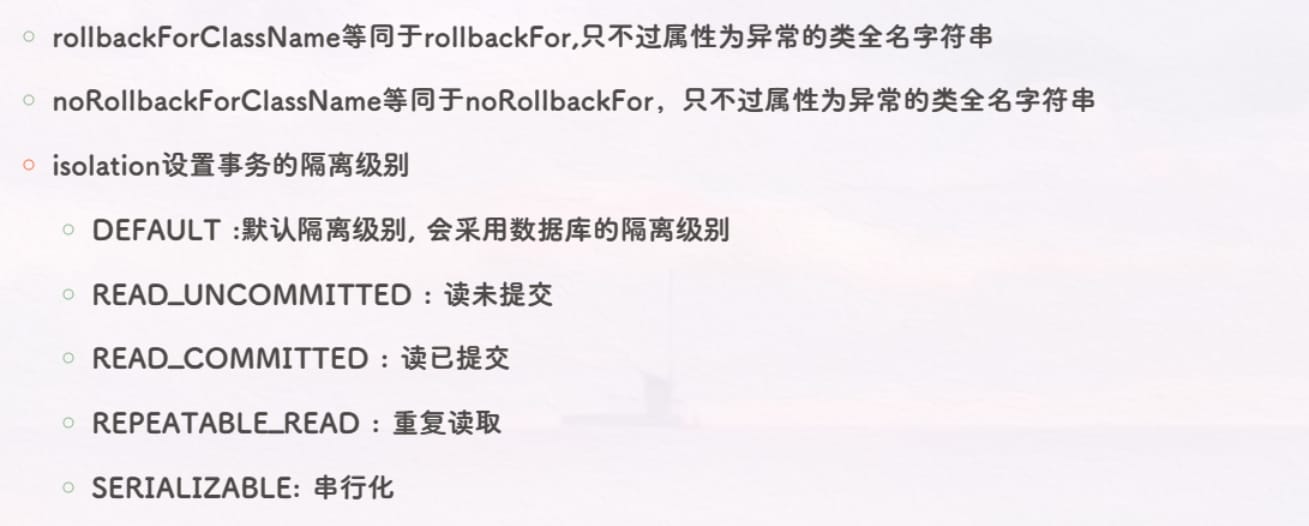 rollbackForClassName等同于rollbackFor,只不过属性为异常的类全名字符串
noRollbackForClassName等同于noRollbackFor，只不过属性为异常的类全名字符串
isolation设置事务的隔离级别
DEFAULT :默认隔离级别, 会采用数据库的隔离级别
READ_UNCOMMITTED : 读未提交
READ_COMMITTED : 读已提交
REPEATABLE_READ : 重复读取
SERIALIZABLE: 串行化